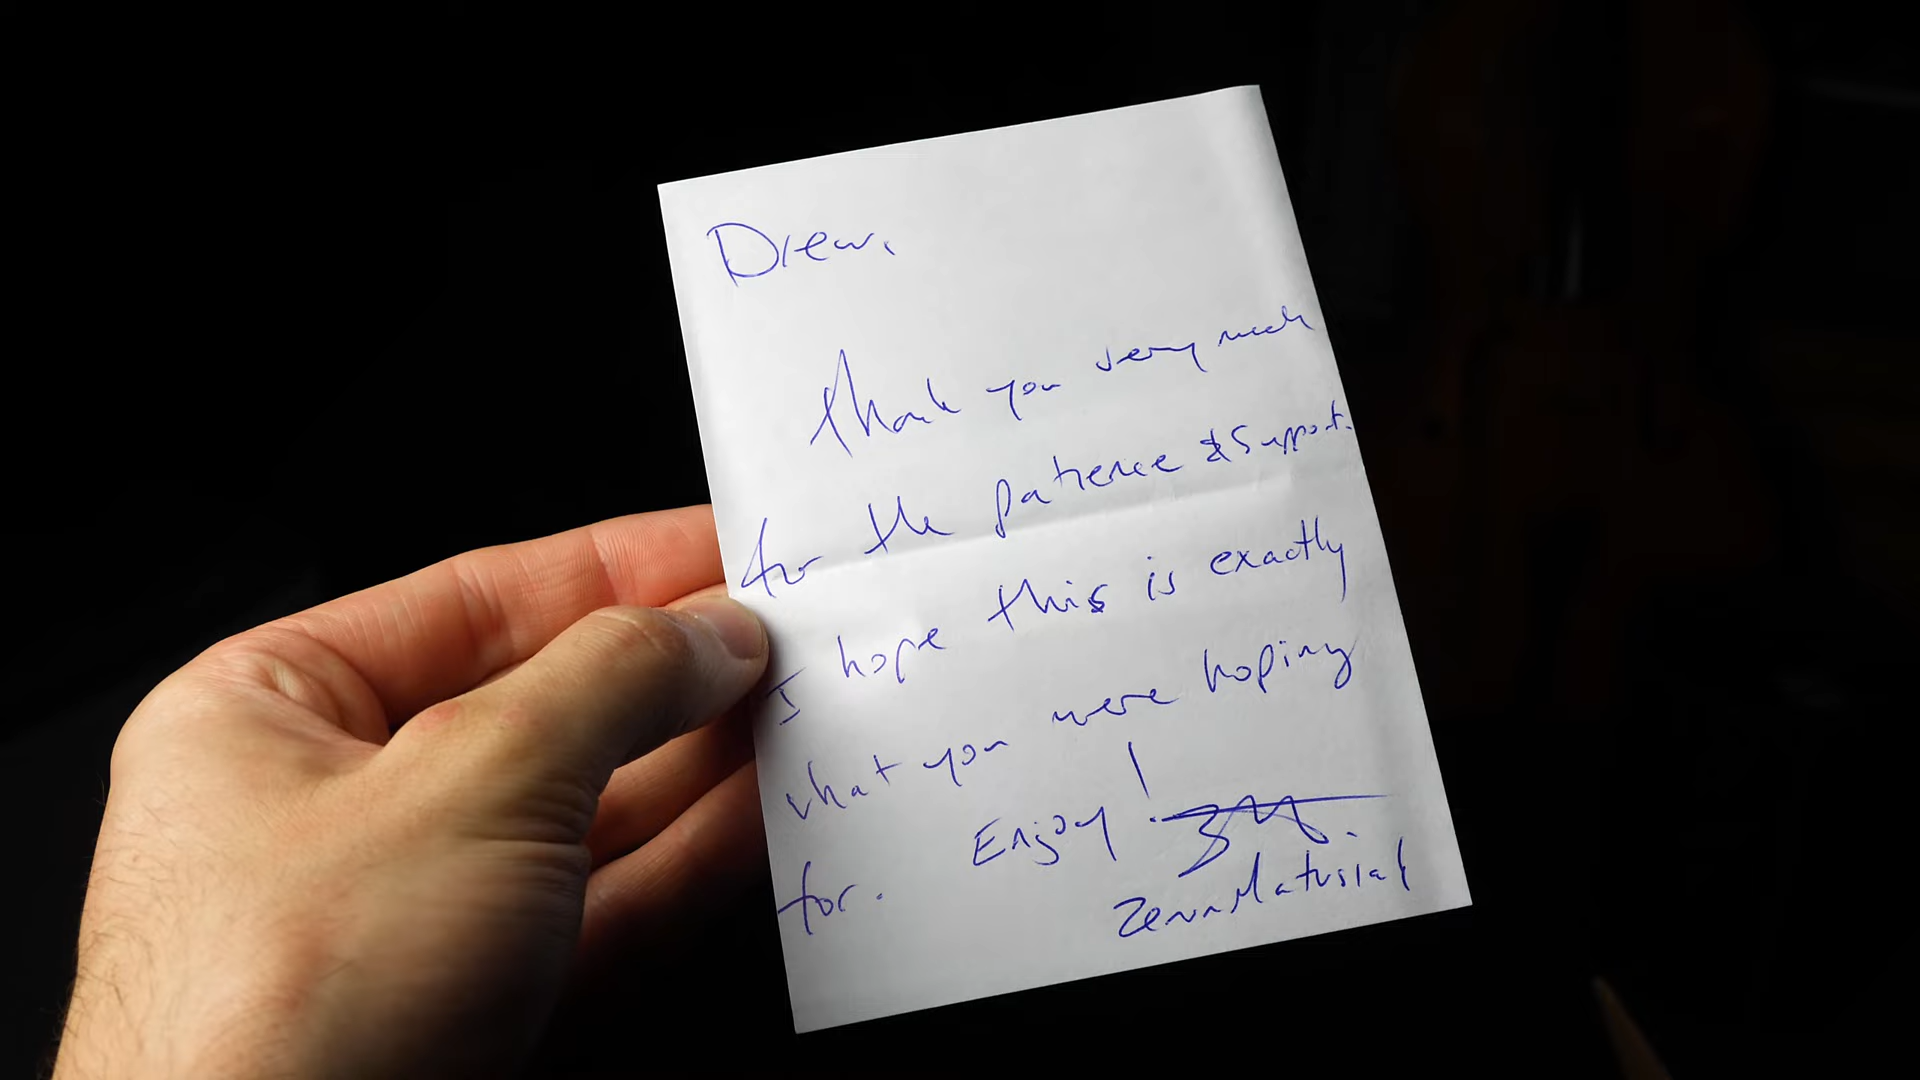 Drew,
Thank you very much
for the patience & support.
I hope this is exactly
what you were hoping
for. Enjoy!
Zenn Matusiak